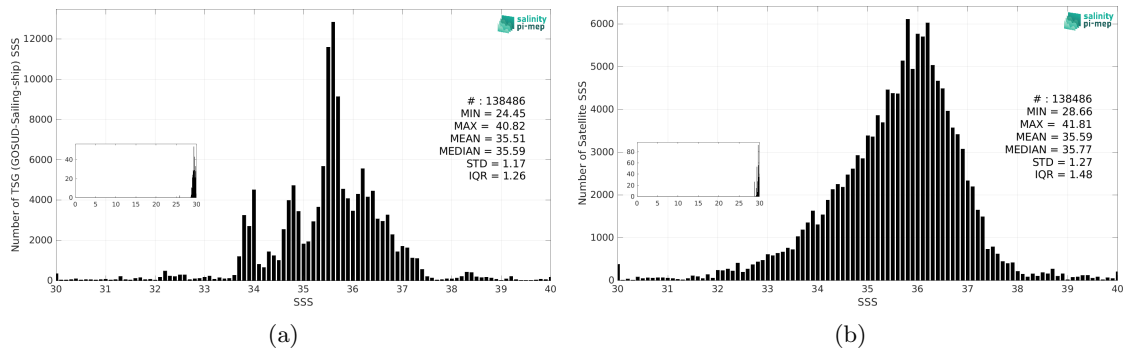 salinity
pi-mep
Number of TSG (GOSUD-Sailing-ship) SSS
12000
10000
8000
6000
4000
2000
0
# : 138486
MIN = 24.45
MAX = 40.82
MEAN = 35.51
MEDIAN = 35.59
STD = 1.17
IQR = 1.26
40
20
0
0 5 10 15 20 25 30
30 31 32 33 34 35 36 37 38 39 40
SSS
(a)
salinity
pi-mep
Number of Satellite SSS
6000
5000
4000
3000
2000
1000
0
# : 138486
MIN = 28.66
MAX = 41.81
MEAN = 35.59
MEDIAN = 35.77
STD = 1.27
IQR = 1.48
80
60
40
20
0
0 5 10 15 20 25 30
30 31 32 33 34 35 36 37 38 39 40
SSS
(b)